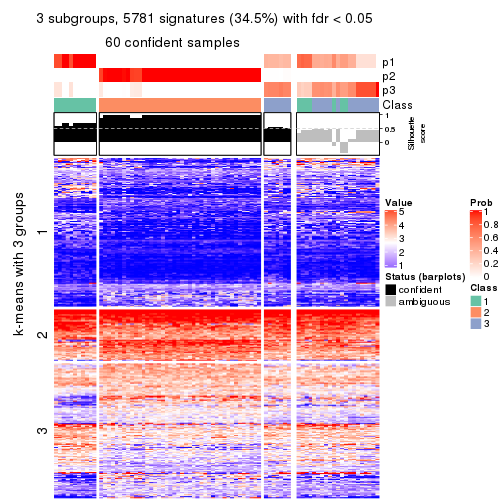 3 subgroups, 5781 signatures (34.5%) with fdr < 0.05
60 confident samples
p1
p2
p3
Class
1
0.5
0
Silhouette
score
k-means with 3 groups
1
2
3
Value
5
4
3
2
1
Status (barplots)
confident
ambiguous
Prob
1
0.8
0.6
0.4
0.2
0
Class
1
2
3